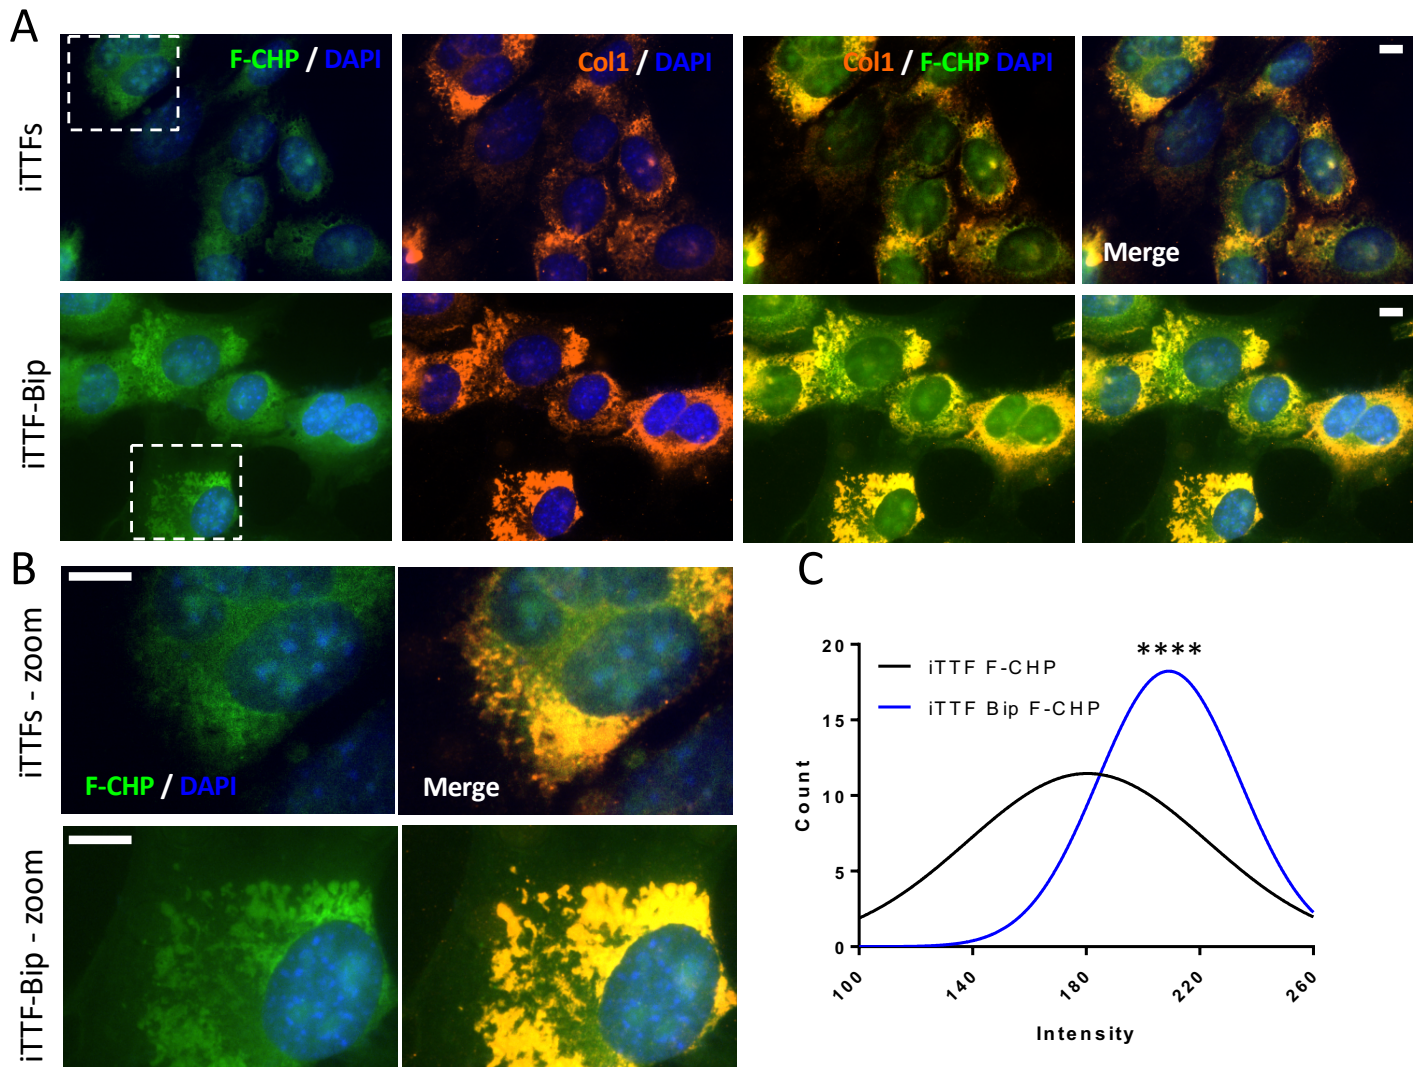 A
iTTFs
F-CHP / DAPI
Col1 / DAPI
Col1 / F-CHP DAPI
Merge
iTTF-Bip
B
iTTFs - zoom
F-CHP / DAPI
Merge
iTTF-Bip - zoom
C
Count
20
15
10
5
0
****
iTTF F-CHP
iTTF Bip F-CHP
100
140
180
220
260
Intensity